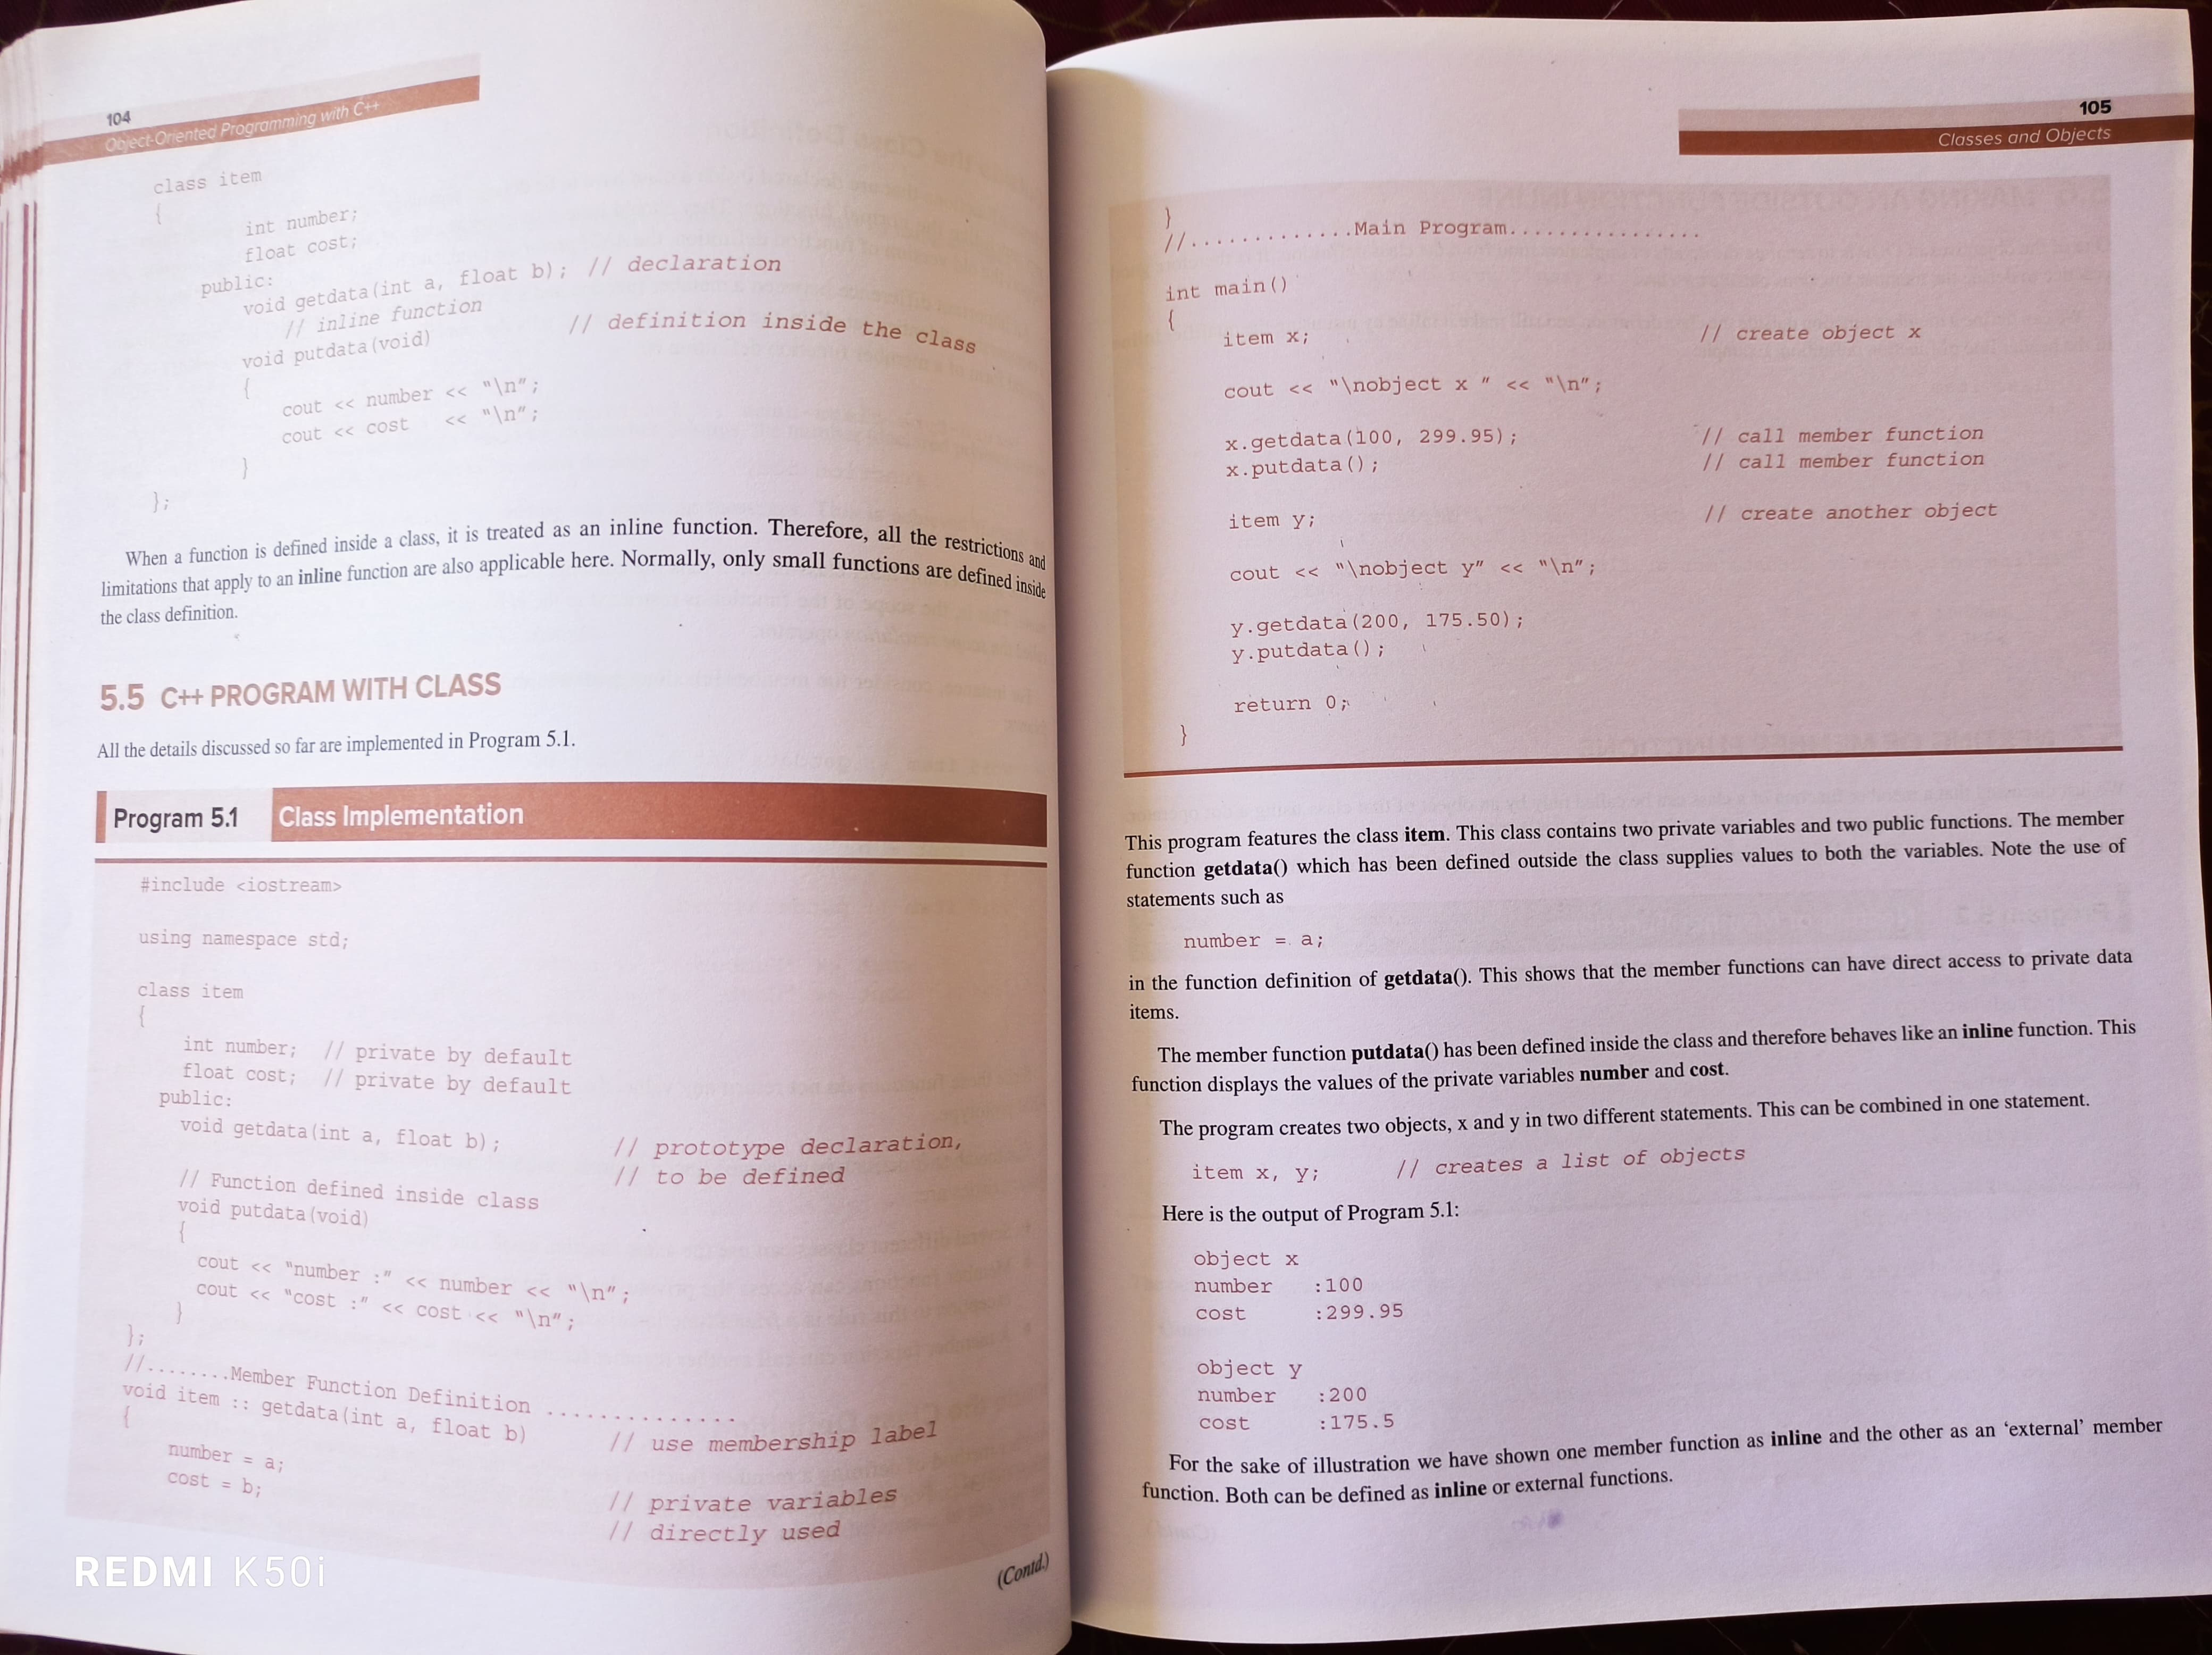 104
Object-Oriented Programming with C++
class item
{
int number;
float cost;
public:
void getdata(int a, float b); // declaration
// inline function
void putdata(void) // definition inside the class
{
cout << number << "\n";
cout << cost << "\n";
}
};
When a function is defined inside a class, it is treated as an inline function. Therefore, all the restrictions and
limitations that apply to an inline function are also applicable here. Normally, only small functions are defined inside
the class definition.
5.5 C++ PROGRAM WITH CLASS
All the details discussed so far are implemented in Program 5.1.
Program 5.1 Class Implementation
#include <iostream>
using namespace std;
class item
{
int number; // private by default
float cost; // private by default
public:
void getdata(int a, float b); // prototype declaration,
// to be defined
// Function defined inside class
void putdata(void)
{
cout << "number :" << number << "\n";
cout << "cost :" << cost << "\n";
}
};
//........Member Function Definition ..............
void item :: getdata(int a, float b) // use membership label
{
number = a; // private variables
cost = b; // directly used
(Contd.)
REDMI K50i
105
Classes and Objects
}
//.............Main Program................
int main()
{
item x; // create object x
cout << "\nobject x " << "\n";
x.getdata(100, 299.95); // call member function
x.putdata(); // call member function
item y; // create another object
cout << "\nobject y" << "\n";
y.getdata(200, 175.50);
y.putdata();
return 0;
}
This program features the class item. This class contains two private variables and two public functions. The member
function getdata() which has been defined outside the class supplies values to both the variables. Note the use of
statements such as
number = a;
in the function definition of getdata(). This shows that the member functions can have direct access to private data
items.
The member function putdata() has been defined inside the class and therefore behaves like an inline function. This
function displays the values of the private variables number and cost.
The program creates two objects, x and y in two different statements. This can be combined in one statement.
item x, y; // creates a list of objects
Here is the output of Program 5.1:
object x
number :100
cost :299.95
object y
number :200
cost :175.5
For the sake of illustration we have shown one member function as inline and the other as an ‘external’ member
function. Both can be defined as inline or external functions.